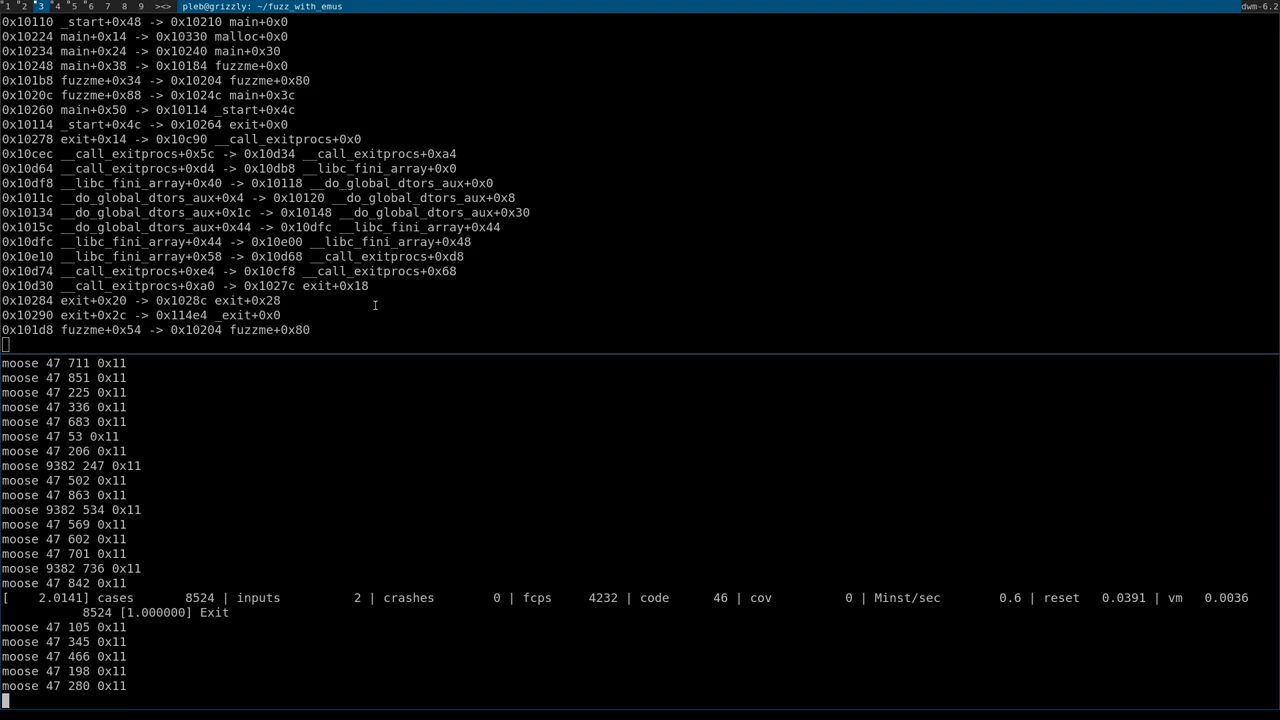 1 2 3 4 5 6 7 8 9 ><> pleb@grizzly: ~/fuzz_with_emus dwm-6.2
0x10110 _start+0x48 -> 0x10210 main+0x0
0x10224 main+0x14 -> 0x10330 malloc+0x0
0x10234 main+0x24 -> 0x10240 main+0x30
0x10248 main+0x38 -> 0x10184 fuzzme+0x0
0x101b8 fuzzme+0x34 -> 0x10204 fuzzme+0x80
0x1020c fuzzme+0x88 -> 0x1024c main+0x3c
0x10260 main+0x50 -> 0x10114 _start+0x4c
0x10114 _start+0x4c -> 0x10264 exit+0x0
0x10278 exit+0x14 -> 0x10c90 __call_exitprocs+0x0
0x10cec __call_exitprocs+0x5c -> 0x10d34 __call_exitprocs+0xa4
0x10d64 __call_exitprocs+0xd4 -> 0x10db8 __libc_fini_array+0x0
0x10df8 __libc_fini_array+0x40 -> 0x10118 __do_global_dtors_aux+0x0
0x1011c __do_global_dtors_aux+0x4 -> 0x10120 __do_global_dtors_aux+0x8
0x10134 __do_global_dtors_aux+0x1c -> 0x10148 __do_global_dtors_aux+0x30
0x1015c __do_global_dtors_aux+0x44 -> 0x10dfc __libc_fini_array+0x44
0x10dfc __libc_fini_array+0x44 -> 0x10e00 __libc_fini_array+0x48
0x10e10 __libc_fini_array+0x58 -> 0x10d68 __call_exitprocs+0xd8
0x10d74 __call_exitprocs+0xe4 -> 0x10cf8 __call_exitprocs+0x68
0x10d30 __call_exitprocs+0xa0 -> 0x1027c exit+0x18
0x10284 exit+0x20 -> 0x1028c exit+0x28
0x10290 exit+0x2c -> 0x114e4 _exit+0x0
0x101d8 fuzzme+0x54 -> 0x10204 fuzzme+0x80
moose 47 711 0x11
moose 47 851 0x11
moose 47 225 0x11
moose 47 336 0x11
moose 47 683 0x11
moose 47 53 0x11
moose 47 206 0x11
moose 9382 247 0x11
moose 47 502 0x11
moose 47 863 0x11
moose 9382 534 0x11
moose 47 569 0x11
moose 47 602 0x11
moose 47 701 0x11
moose 9382 736 0x11
moose 47 842 0x11
[    2.0141] cases       8524 | inputs          2 | crashes        0 | fcps     4232 | code       46 | cov          0 | Minst/sec        0.6 | reset   0.0391 | vm   0.0036
8524 [1.000000] Exit
moose 47 105 0x11
moose 47 345 0x11
moose 47 466 0x11
moose 47 198 0x11
moose 47 280 0x11